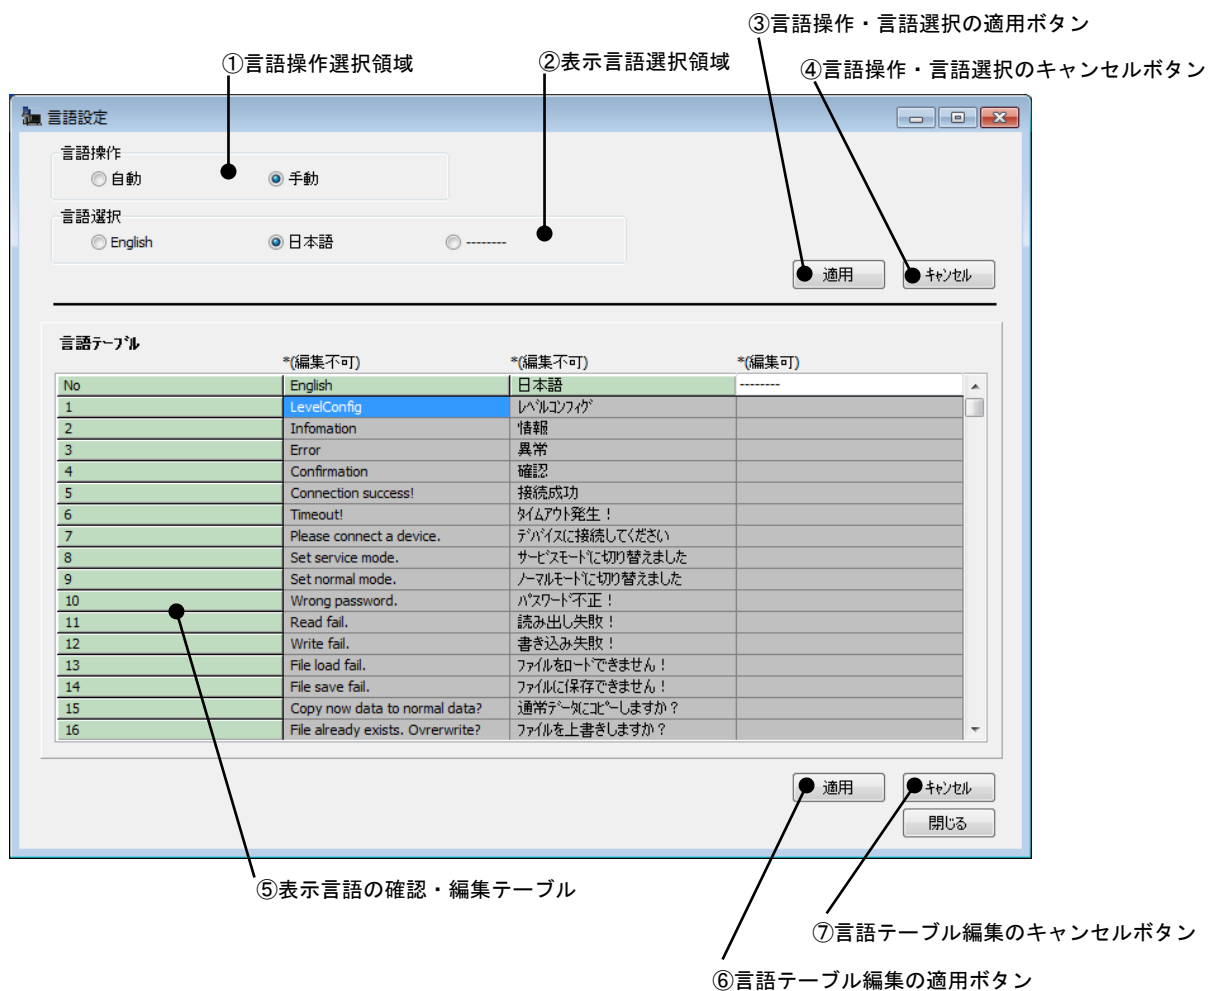 ③言語操作・言語選択の適用ボタン
①言語操作選択領域
②表示言語選択領域
④言語操作・言語選択のキャンセルボタン
言語設定
言語操作
自動 手動
言語選択
English 日本語 --------
適用 ｷｬﾝｾﾙ
言語ﾃｰﾌﾞﾙ
*(編集不可) *(編集不可) *(編集可)
No English 日本語 --------
1 LevelConfig ﾚﾍﾞﾙｺﾝﾌｨｸﾞ
2 Infomation 情報
3 Error 異常
4 Confirmation 確認
5 Connection success! 接続成功
6 Timeout! ﾀｲﾑｱｳﾄ発生！
7 Please connect a device. ﾃﾞﾊﾞｲｽに接続してください
8 Set service mode. ｻｰﾋﾞｽﾓｰﾄﾞに切り替えました
9 Set normal mode. ﾉｰﾏﾙﾓｰﾄﾞに切り替えました
10 Wrong password. ﾊﾟｽﾜｰﾄﾞ不正！
11 Read fail. 読み出し失敗！
12 Write fail. 書き込み失敗！
13 File load fail. ﾌｧｲﾙをﾛｰﾄﾞできません！
14 File save fail. ﾌｧｲﾙに保存できません！
15 Copy now data to normal data? 通常ﾃﾞｰﾀにｺﾋﾟｰしますか？
16 File already exists. Ovrerwrite? ﾌｧｲﾙを上書きしますか？
適用 ｷｬﾝｾﾙ
閉じる
⑤表示言語の確認・編集テーブル
⑦言語テーブル編集のキャンセルボタン
⑥言語テーブル編集の適用ボタン